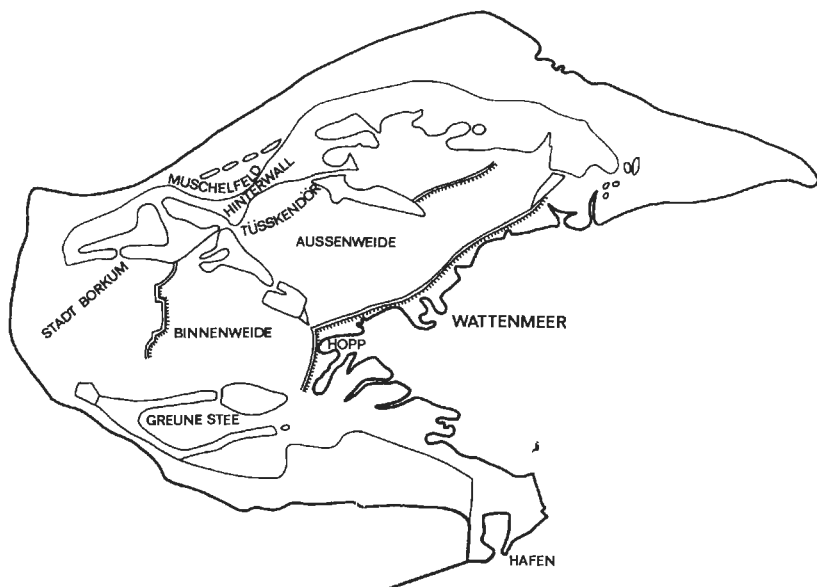 MUSCHELFELD
HINTERWALL
TÜSSKENDÖR
AUSSENWEIDE
STADT BORKUM
BINNENWEIDE
WATTENMEER
HOPP
GREUNE STEE
HAFEN